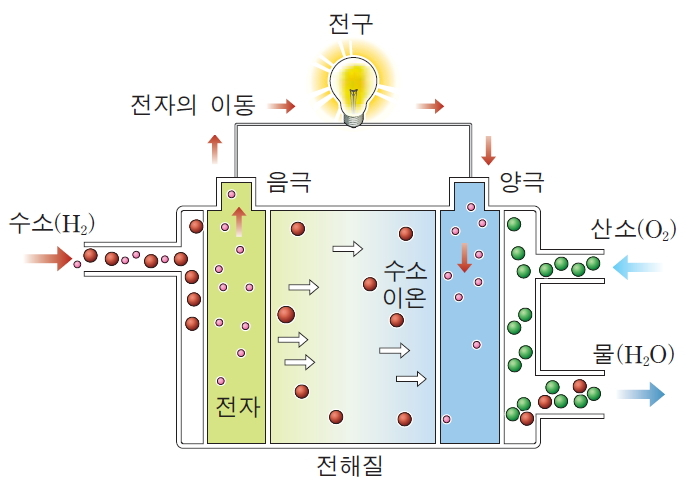 전구
전자의 이동
음극
양극
수소(H₂)
산소(O₂)
수소
이온
물(H₂O)
전자
전해질